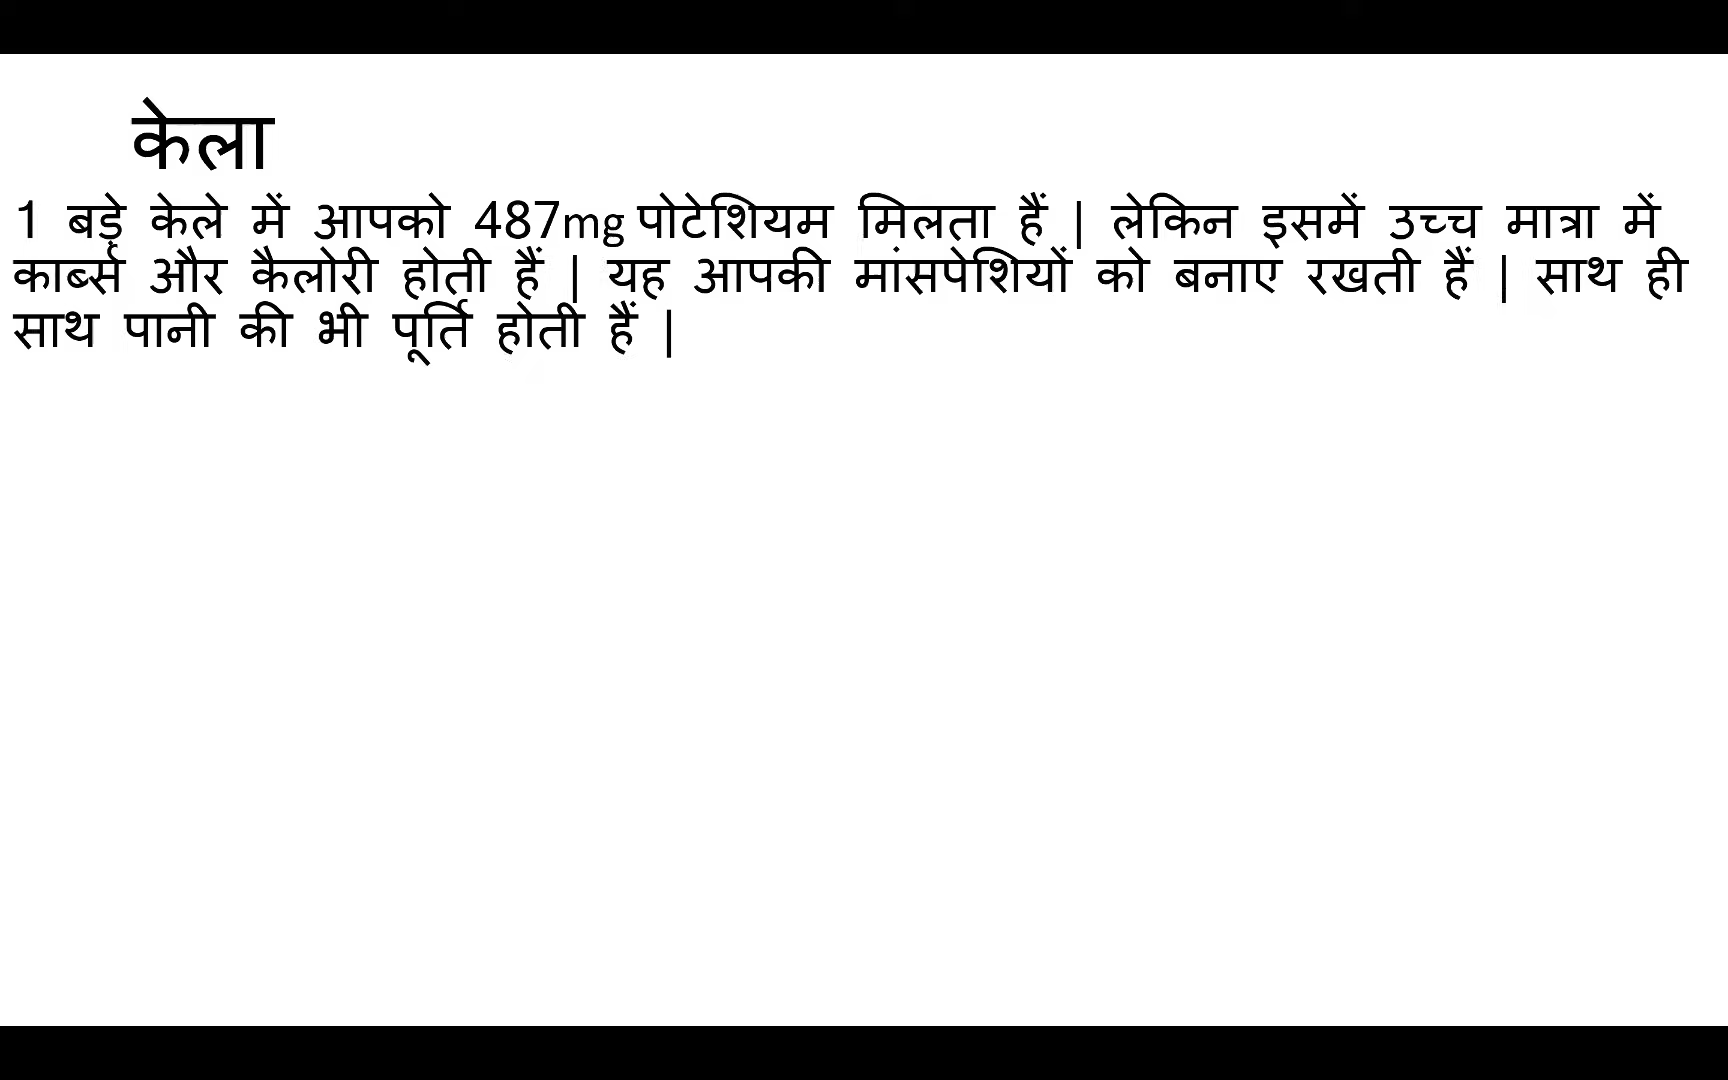 केला
1 बड़े केले में आपको 487mg पोटेशियम मिलता हैं | लेकिन इसमें उच्च मात्रा में
कार्ब्स और कैलोरी होती हैं | यह आपकी मांसपेशियों को बनाए रखती हैं | साथ ही
साथ पानी की भी पूर्ति होती हैं |